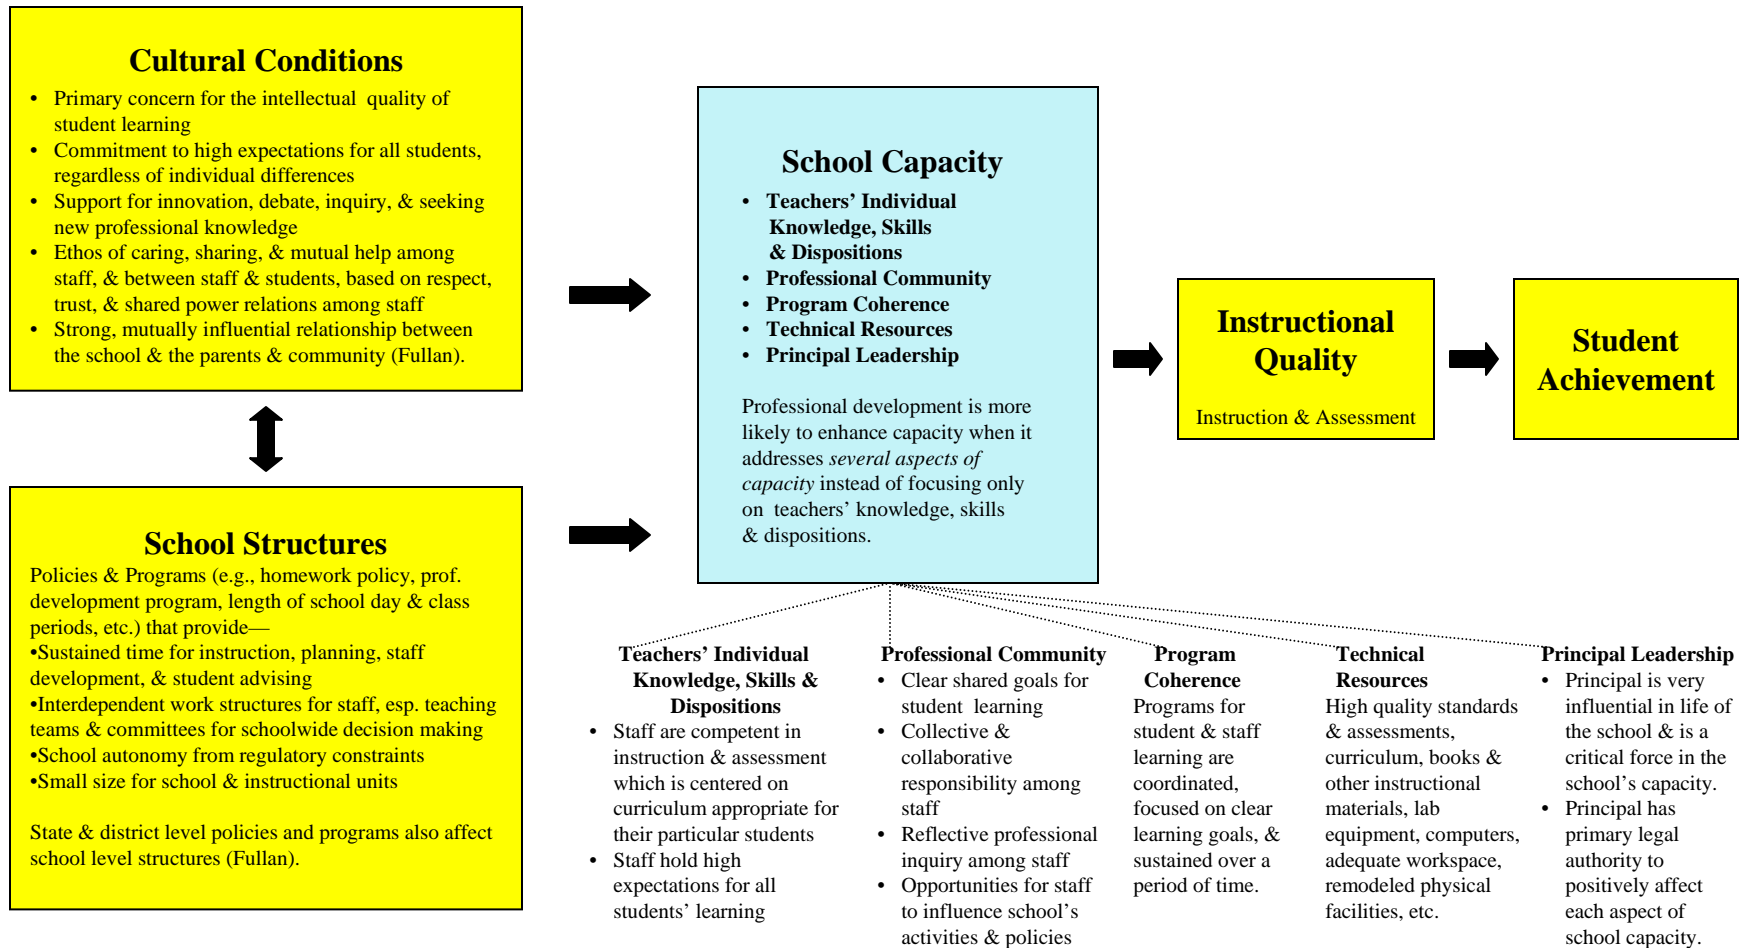 Cultural Conditions
• Primary concern for the intellectual quality of
student learning
• Commitment to high expectations for all students,
regardless of individual differences
• Support for innovation, debate, inquiry, & seeking
new professional knowledge
• Ethos of caring, sharing, & mutual help among
staff, & between staff & students, based on respect,
trust, & shared power relations among staff
• Strong, mutually influential relationship between
the school & the parents & community (Fullan).
School Structures
Policies & Programs (e.g., homework policy, prof.
development program, length of school day & class
periods, etc.) that provide—
•Sustained time for instruction, planning, staff
development, & student advising
•Interdependent work structures for staff, esp. teaching
teams & committees for schoolwide decision making
•School autonomy from regulatory constraints
•Small size for school & instructional units
State & district level policies and programs also affect
school level structures (Fullan).
School Capacity
• Teachers’ Individual
Knowledge, Skills
& Dispositions
• Professional Community
• Program Coherence
• Technical Resources
• Principal Leadership
Professional development is more
likely to enhance capacity when it
addresses several aspects of
capacity instead of focusing only
on teachers’ knowledge, skills
& dispositions.
Instructional
Quality
Instruction & Assessment
Student
Achievement
Teachers’ Individual
Knowledge, Skills &
Dispositions
• Staff are competent in
instruction & assessment
which is centered on
curriculum appropriate for
their particular students
• Staff hold high
expectations for all
students’ learning
Professional Community
• Clear shared goals for
student learning
• Collective &
collaborative
responsibility among
staff
• Reflective professional
inquiry among staff
• Opportunities for staff
to influence school’s
activities & policies
Program
Coherence
Programs for
student & staff
learning are
coordinated,
focused on clear
learning goals, &
sustained over a
period of time.
Technical
Resources
High quality standards
& assessments,
curriculum, books &
other instructional
materials, lab
equipment, computers,
adequate workspace,
remodeled physical
facilities, etc.
Principal Leadership
• Principal is very
influential in life of
the school & is a
critical force in the
school’s capacity.
• Principal has
primary legal
authority to
positively affect
each aspect of
school capacity.